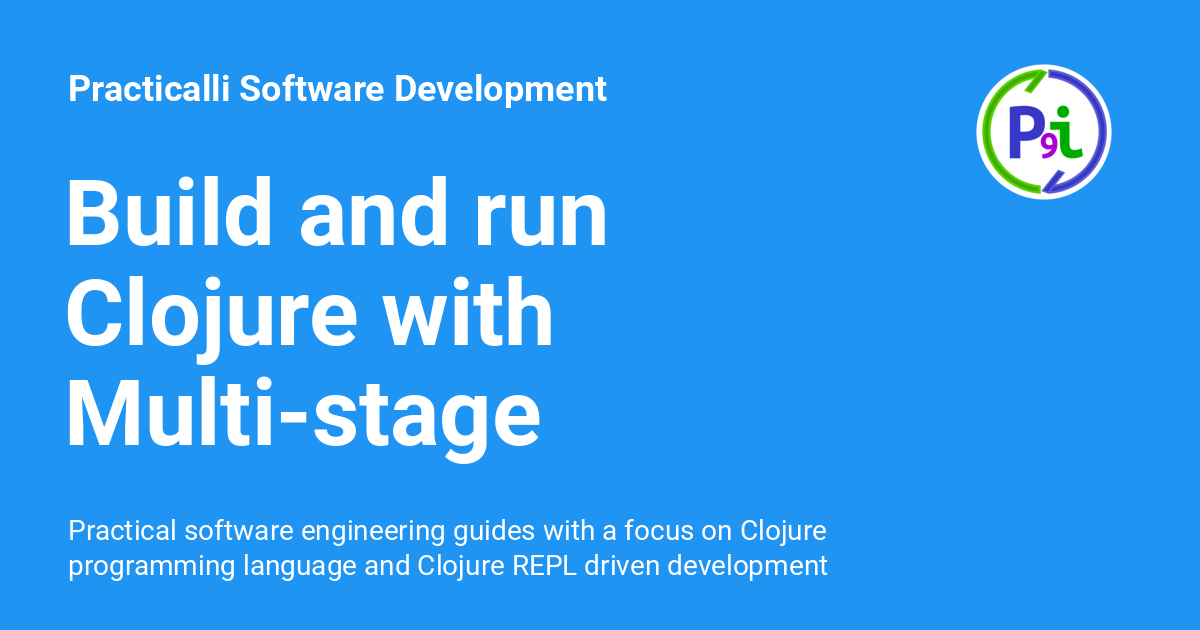 Practicalli Software Development
P9i
Build and run
Clojure with
Multi-stage
Practical software engineering guides with a focus on Clojure
programming language and Clojure REPL driven development